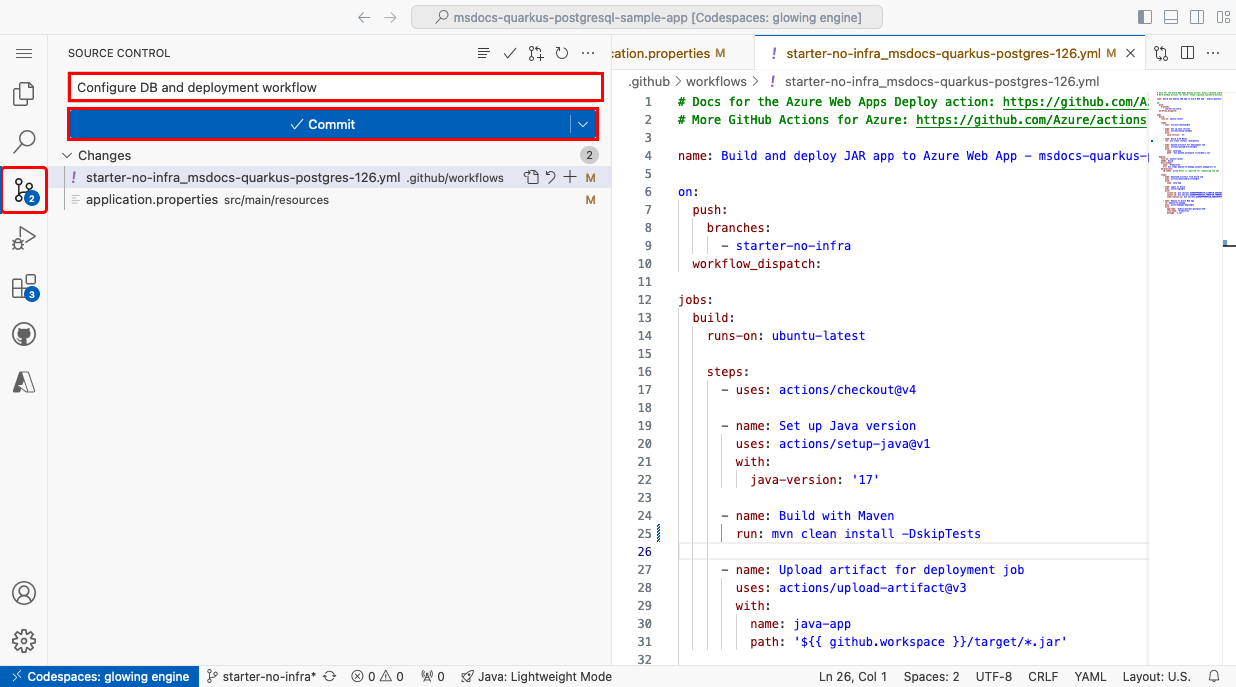 msdocs-quarkus-postgresql-sample-app [Codespaces: glowing engine]
SOURCE CONTROL
Configure DB and deployment workflow
Commit
Changes 2
! starter-no-infra_msdocs-quarkus-postgres-126.yml .github/workflows M
application.properties src/main/resources M
2
3
cation.properties M
! starter-no-infra_msdocs-quarkus-postgres-126.yml M
.github > workflows > ! starter-no-infra_msdocs-quarkus-postgres-126.yml
1 # Docs for the Azure Web Apps Deploy action: https://github.com/A
2 # More GitHub Actions for Azure: https://github.com/Azure/actions
3
4 name: Build and deploy JAR app to Azure Web App - msdocs-quarkus-
5
6 on:
7 push:
8 branches:
9 - starter-no-infra
10 workflow_dispatch:
11
12 jobs:
13 build:
14 runs-on: ubuntu-latest
15
16 steps:
17 - uses: actions/checkout@v4
18
19 - name: Set up Java version
20 uses: actions/setup-java@v1
21 with:
22 java-version: '17'
23
24 - name: Build with Maven
25 run: mvn clean install -DskipTests
26
27 - name: Upload artifact for deployment job
28 uses: actions/upload-artifact@v3
29 with:
30 name: java-app
31 path: '${{ github.workspace }}/target/*.jar'
32
Codespaces: glowing engine
starter-no-infra*
0 0
0
Java: Lightweight Mode
Ln 26, Col 1
Spaces: 2
UTF-8
CRLF
YAML
Layout: U.S.